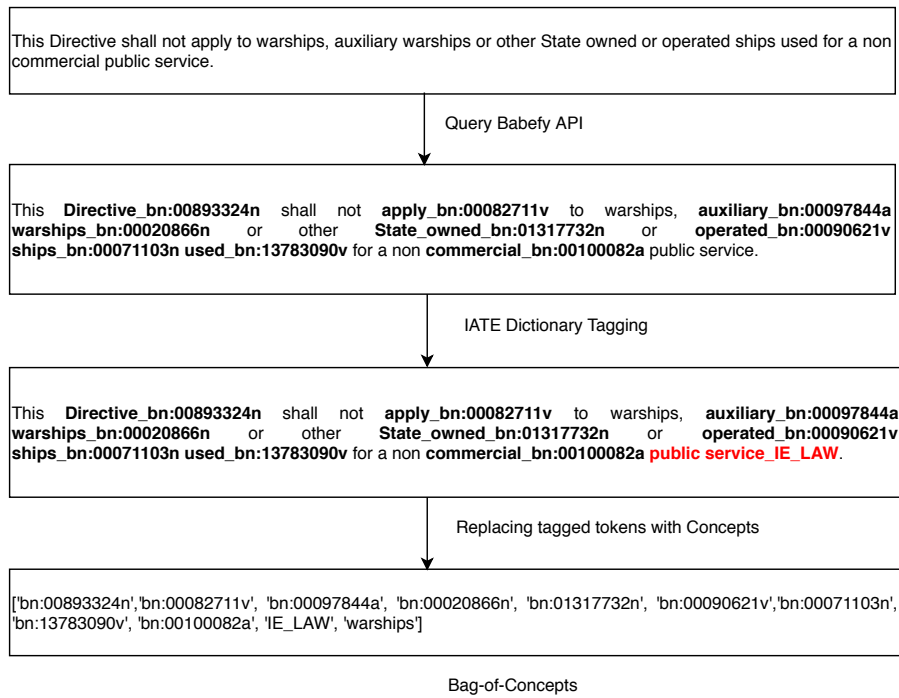 This Directive shall not apply to warships, auxiliary warships or other State owned or operated ships used for a non
commercial public service.
Query Babefy API
This Directive_bn:00893324n shall not apply_bn:00082711v to warships, auxiliary_bn:00097844a
warships_bn:00020866n or other State_owned_bn:01317732n or operated_bn:00090621v
ships_bn:00071103n used_bn:13783090v for a non commercial_bn:00100082a public service.
IATE Dictionary Tagging
This Directive_bn:00893324n shall not apply_bn:00082711v to warships, auxiliary_bn:00097844a
warships_bn:00020866n or other State_owned_bn:01317732n or operated_bn:00090621v
ships_bn:00071103n used_bn:13783090v for a non commercial_bn:00100082a public service_IE_LAW.
Replacing tagged tokens with Concepts
['bn:00893324n','bn:00082711v', 'bn:00097844a', 'bn:00020866n', 'bn:01317732n', 'bn:00090621v','bn:00071103n',
'bn:13783090v', 'bn:00100082a', 'IE_LAW', 'warships']
Bag-of-Concepts